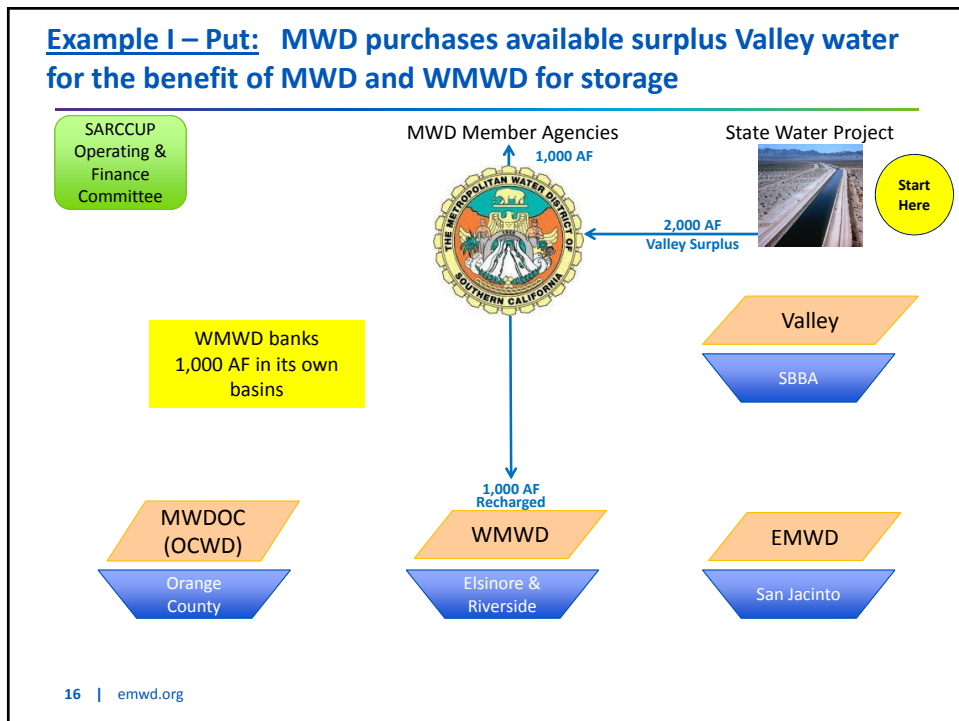 Example I – Put: MWD purchases available surplus Valley water
for the benefit of MWD and WMWD for storage
SARCCUP
Operating &
Finance
Committee
MWD Member Agencies
1,000 AF
THE METROPOLITAN WATER DISTRICT OF
SOUTHERN CALIFORNIA
State Water Project
Start
Here
2,000 AF
Valley Surplus
WMWD banks
1,000 AF in its own
basins
Valley
SBBA
1,000 AF
Recharged
MWDOC
(OCWD)
Orange
County
WMWD
Elsinore &
Riverside
EMWD
San Jacinto
16 | emwd.org